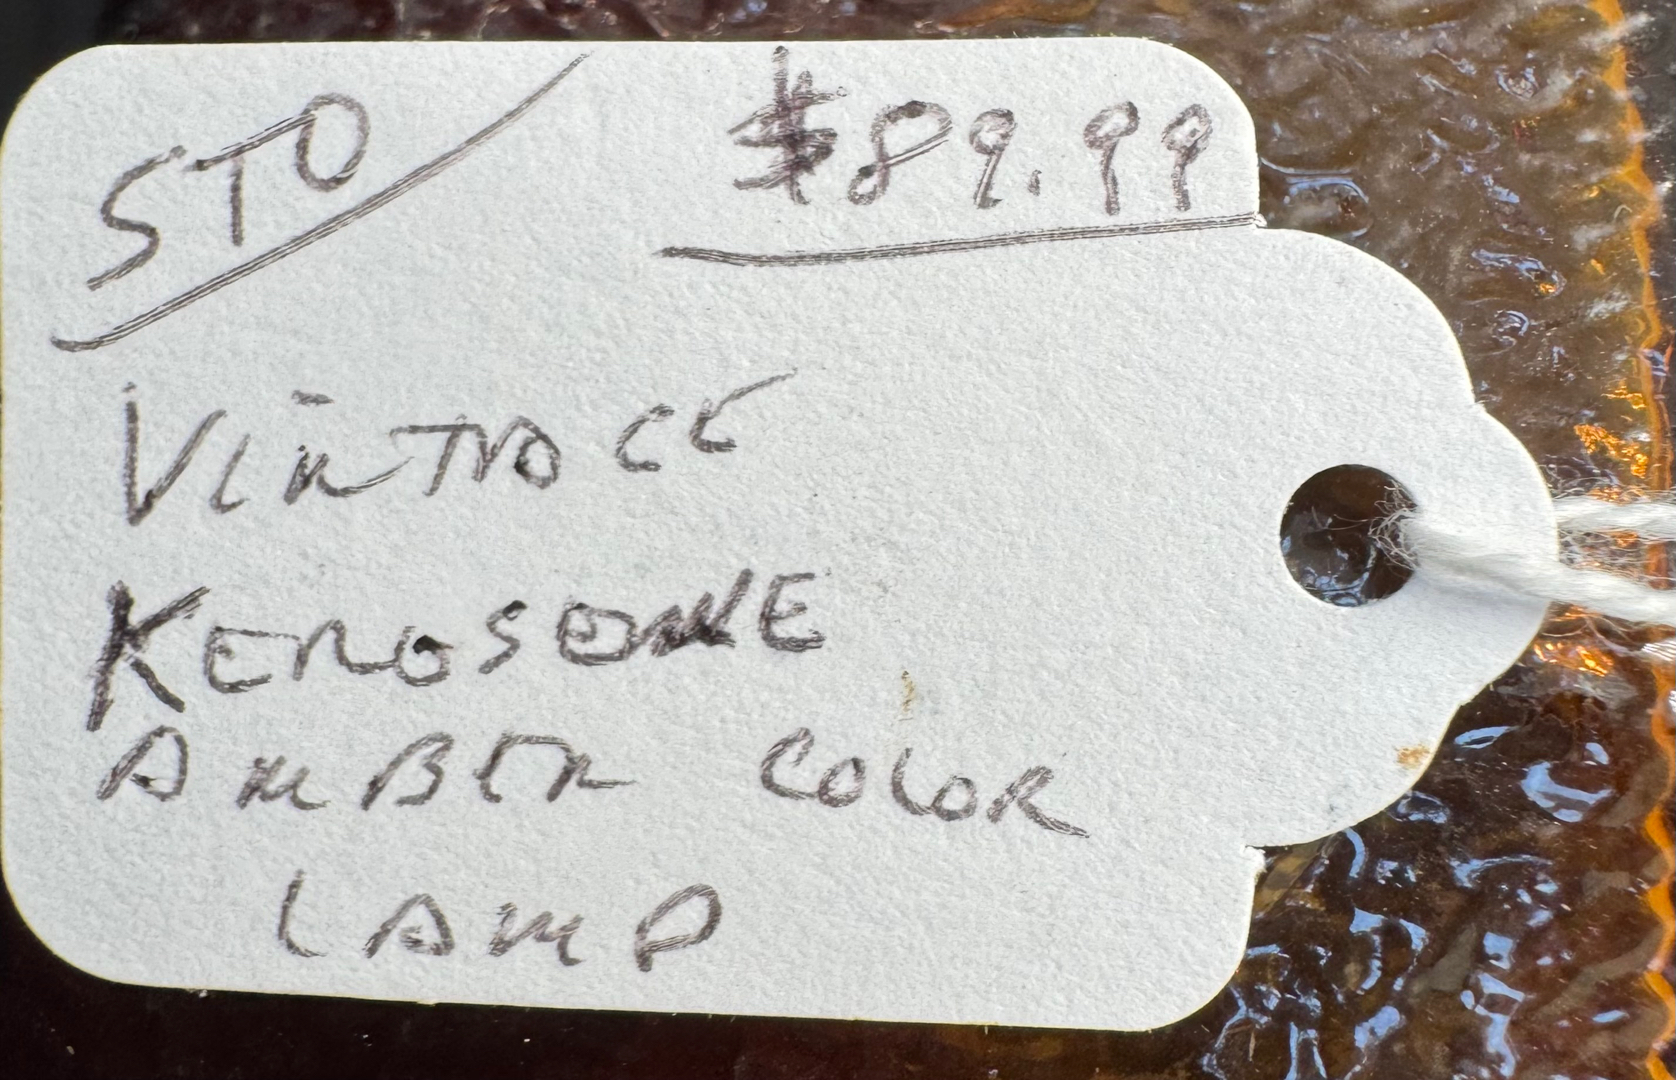 STO $89.99
VINTAGE
KEROSENE
AMBER COLOR
LAMP